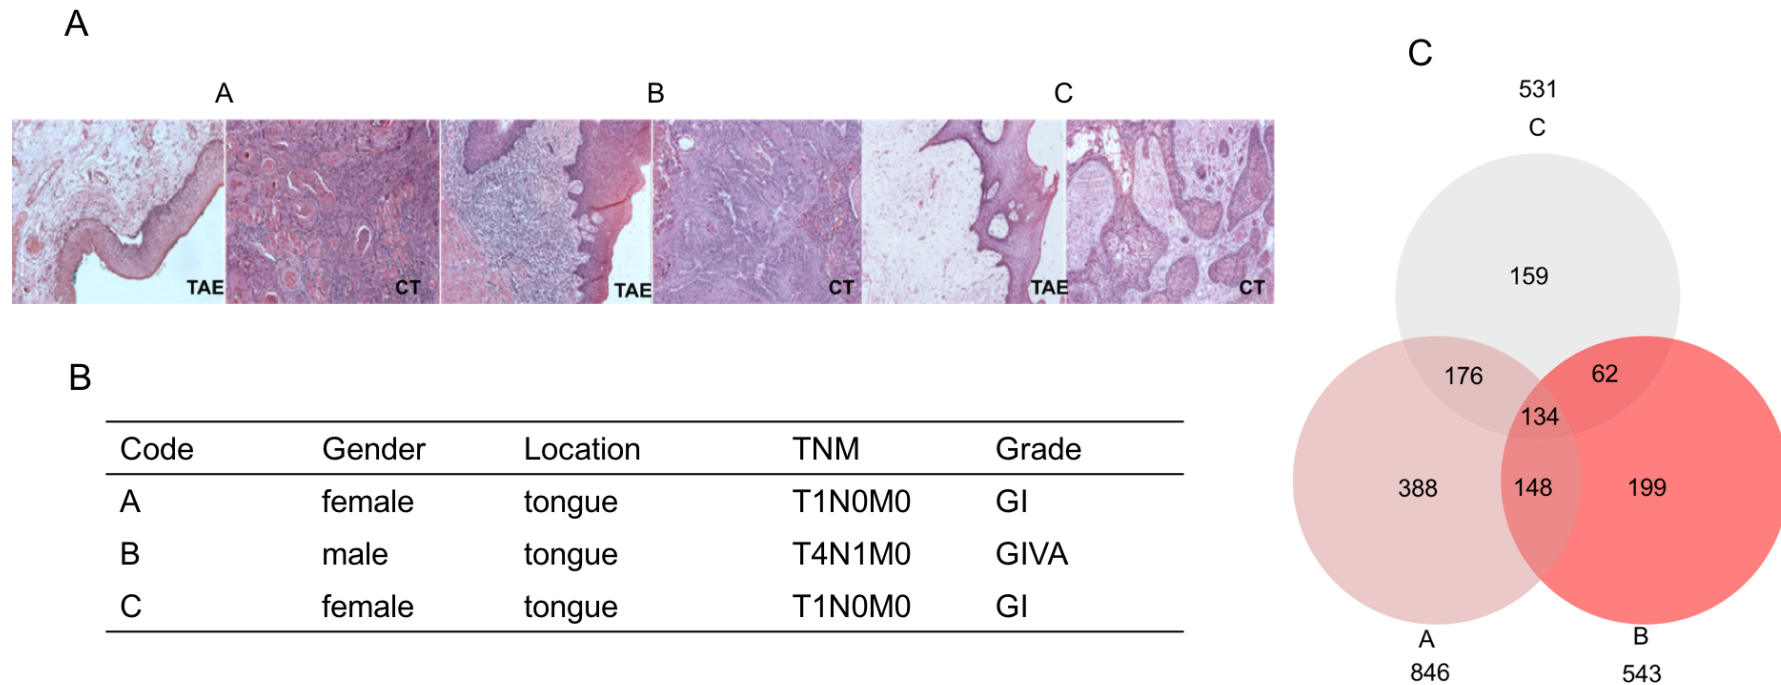 A
A B C
TAE CT TAE CT TAE CT
B
Code Gender Location TNM Grade
A female tongue T1N0M0 GI
B male tongue T4N1M0 GIVA
C female tongue T1N0M0 GI
C
531
C
159
176 62
134
388 148 199
A B
846 543